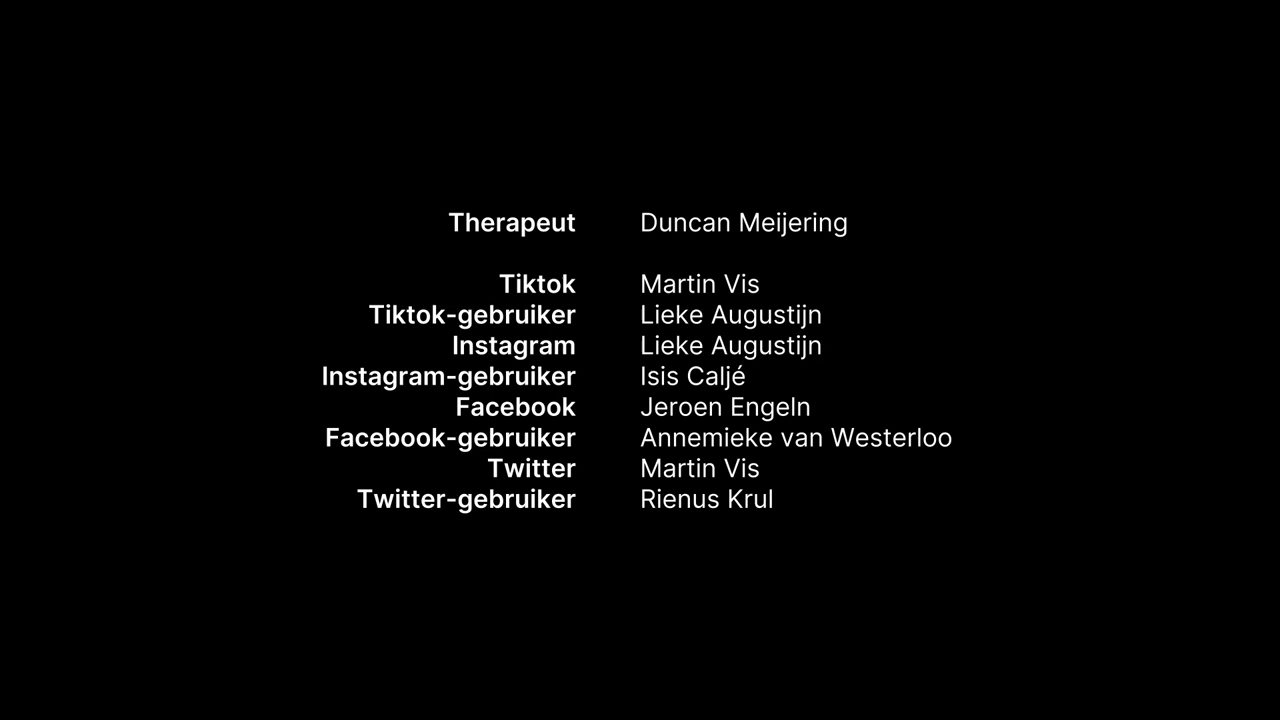 Therapeut Duncan Meijering
Tiktok Martin Vis
Tiktok-gebruiker Lieke Augustijn
Instagram Lieke Augustijn
Instagram-gebruiker Isis Caljé
Facebook Jeroen Engeln
Facebook-gebruiker Annemieke van Westerloo
Twitter Martin Vis
Twitter-gebruiker Rienus Krul